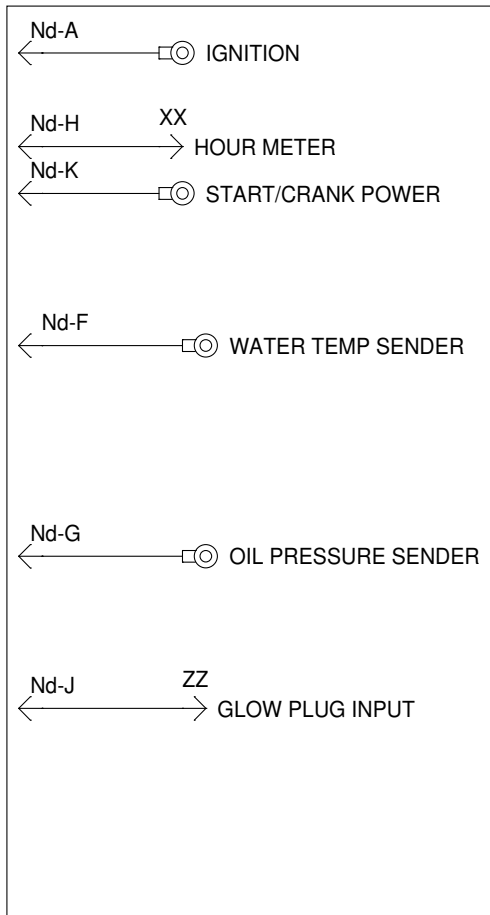 Nd-A
IGNITION
Nd-H XX
HOUR METER
Nd-K
START/CRANK POWER
Nd-F
WATER TEMP SENDER
Nd-G
OIL PRESSURE SENDER
Nd-J ZZ
GLOW PLUG INPUT